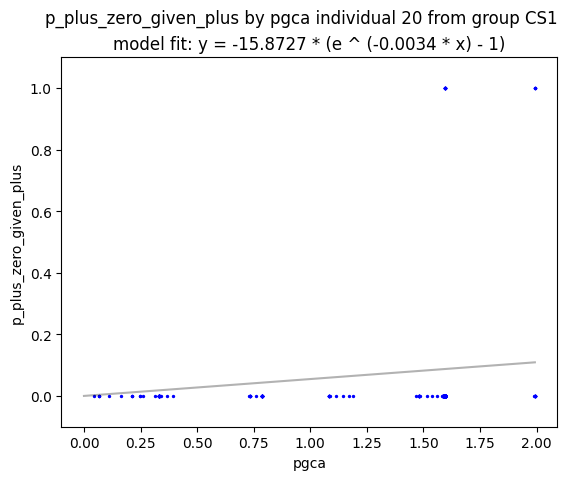 p_plus_zero_given_plus by pgca individual 20 from group CS1
model fit: y = -15.8727 * (e ^ (-0.0034 * x) - 1)
1.0
0.8
0.6
0.4
0.2
0.0
p_plus_zero_given_plus
0.00 0.25 0.50 0.75 1.00 1.25 1.50 1.75 2.00
pgca